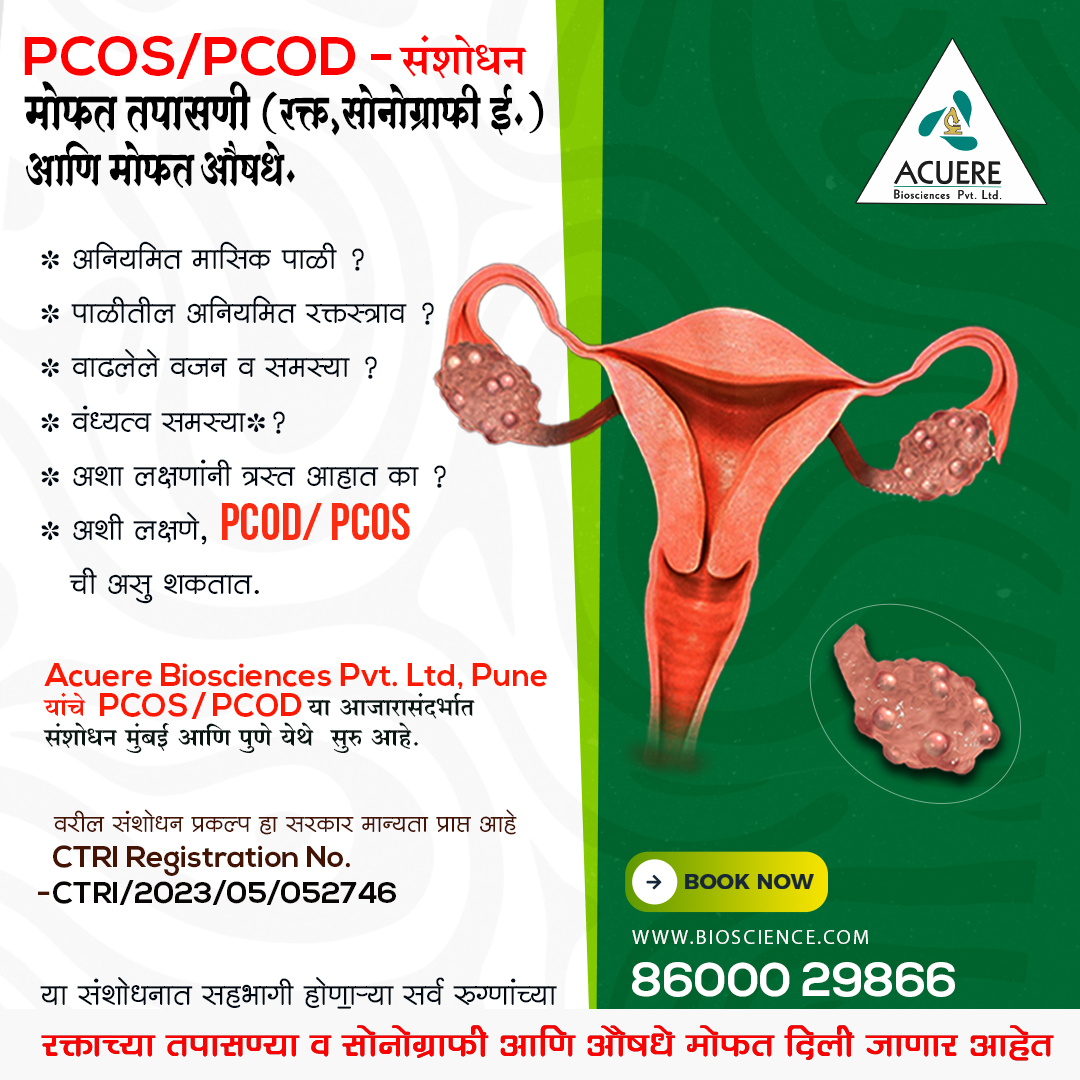 PCOS/PCOD - संशोधन
मोफत तपासणी (रक्त,सोनोग्राफी ई.)
आणि मोफत औषधे.
ACUERE
Biosciences Pvt. Ltd.
* अनियमित मासिक पाळी ?
* पाळीतील अनियमित रक्तस्त्राव ?
* वाढलेले वजन व समस्या ?
* वंध्यत्व समस्या* ?
* अशा लक्षणांनी त्रस्त आहात का ?
* अशी लक्षणे, PCOD/ PCOS
ची असु शकतात.
Acuere Biosciences Pvt. Ltd, Pune
यांचे PCOS / PCOD या आजारासंदर्भात
संशोधन मुंबई आणि पुणे येथे सुरु आहे.
वरील संशोधन प्रकल्प हा सरकार मान्यता प्राप्त आहे
CTRI Registration No.
-CTRI/2023/05/052746
BOOK NOW
WWW.BIOSCIENCE.COM
86000 29866
या संशोधनात सहभागी होणाऱ्या सर्व रुग्णांच्या
रक्ताच्या तपासण्या व सोनोग्राफी आणि औषधे मोफत दिली जाणार आहेत